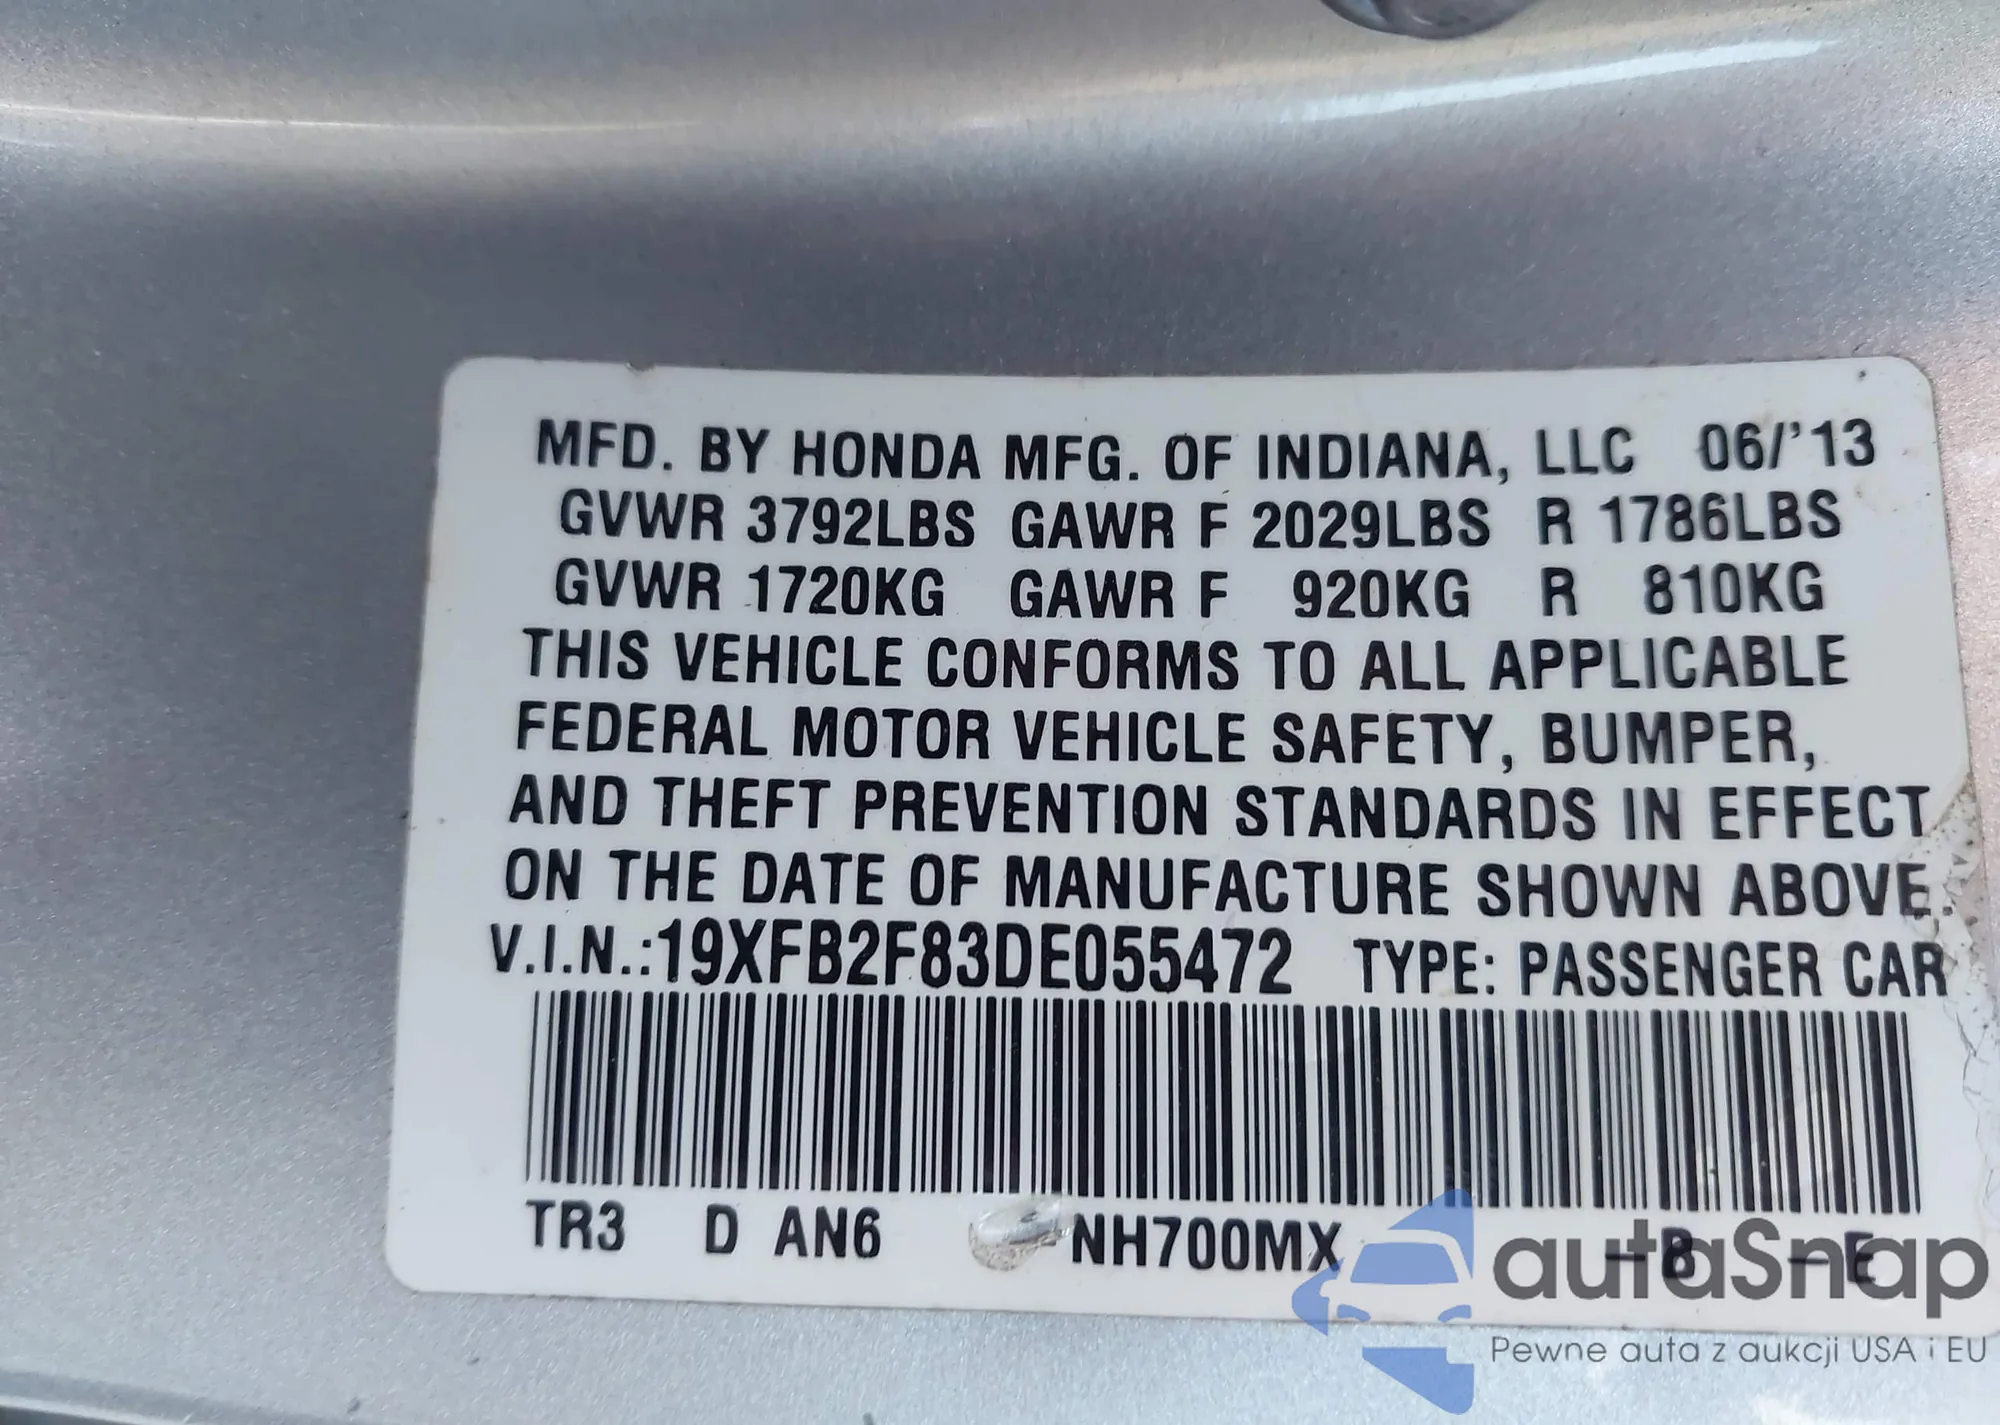 MFD. BY HONDA MFG. OF INDIANA, LLC 06/'13
GVWR 3792LBS GAWR F 2029LBS R 1786LBS
GVWR 1720KG GAWR F 920KG R 810KG
THIS VEHICLE CONFORMS TO ALL APPLICABLE
FEDERAL MOTOR VEHICLE SAFETY, BUMPER,
AND THEFT PREVENTION STANDARDS IN EFFECT
ON THE DATE OF MANUFACTURE SHOWN ABOVE.
V.I.N.:19XFB2F83DE055472 TYPE: PASSENGER CAR
TR3 D AN6 NH700MX -B -E
autaSnap
Pewne auta z aukcji USA i EU